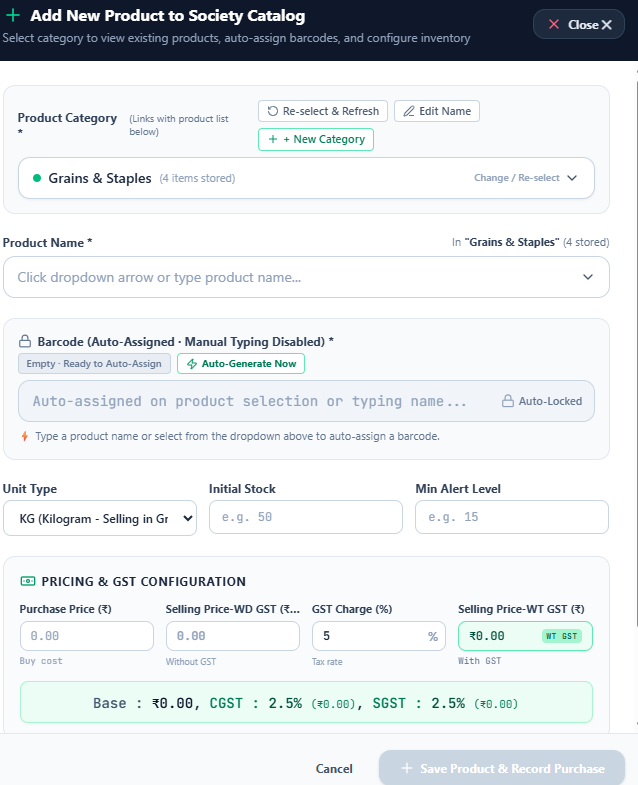 + Add New Product to Society Catalog
Close
Select category to view existing products, auto-assign barcodes, and configure inventory
Product Category *
(Links with product list below)
Re-select & Refresh
Edit Name
+ + New Category
Grains & Staples (4 items stored)
Change / Re-select
Product Name *
In "Grains & Staples" (4 stored)
Click dropdown arrow or type product name...
Barcode (Auto-Assigned · Manual Typing Disabled) *
Empty · Ready to Auto-Assign
Auto-Generate Now
Auto-assigned on product selection or typing name...
Auto-Locked
Type a product name or select from the dropdown above to auto-assign a barcode.
Unit Type
Initial Stock
Min Alert Level
KG (Kilogram - Selling in Gr
e.g. 50
e.g. 15
PRICING & GST CONFIGURATION
Purchase Price (₹)
Selling Price-WD GST (₹...
GST Charge (%)
Selling Price-WT GST (₹)
0.00
0.00
5 %
₹0.00 WT GST
Buy cost
Without GST
Tax rate
With GST
Base : ₹0.00, CGST : 2.5% (₹0.00), SGST : 2.5% (₹0.00)
Cancel
+ Save Product & Record Purchase